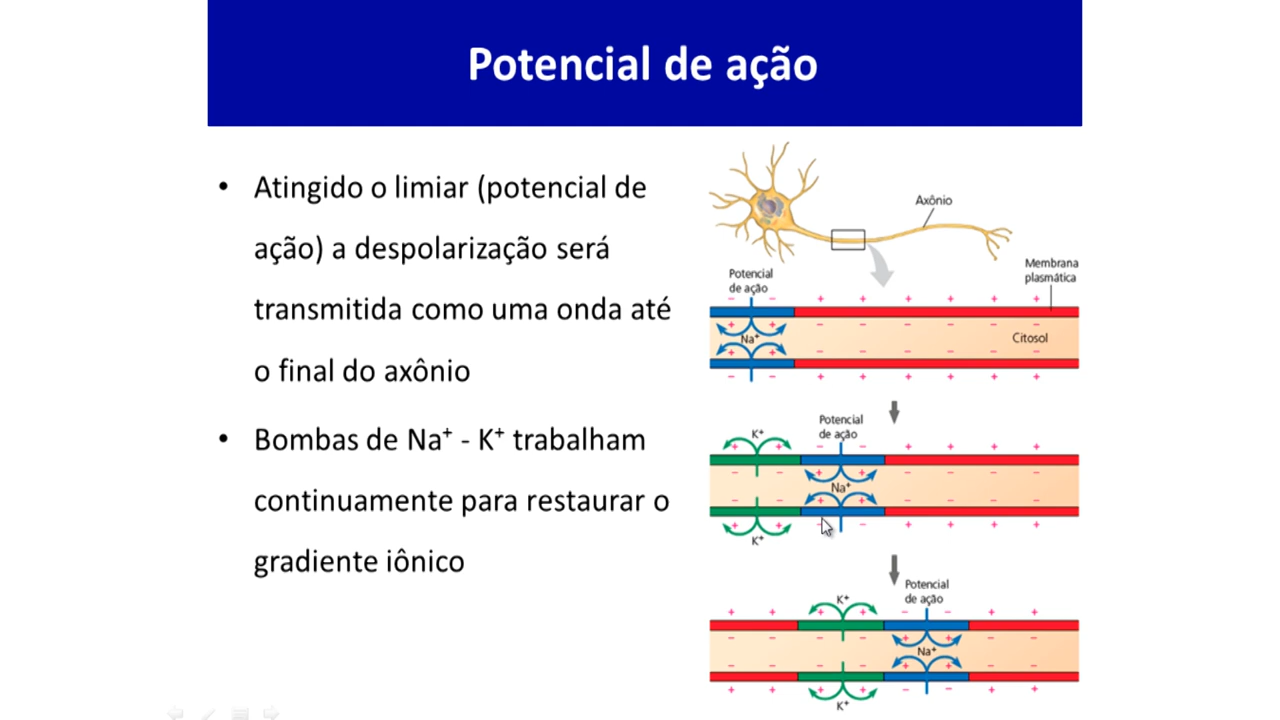 Potencial de ação
• Atingido o limiar (potencial de
ação) a despolarização será
transmitida como uma onda até
o final do axônio
• Bombas de Na⁺ - K⁺ trabalham
continuamente para restaurar o
gradiente iônico
Axônio
Membrana
plasmática
Potencial
de ação
Na⁺
Citosol
Potencial
de ação
K⁺
Na⁺
K⁺
Potencial
de ação
K⁺
Na⁺
K⁺